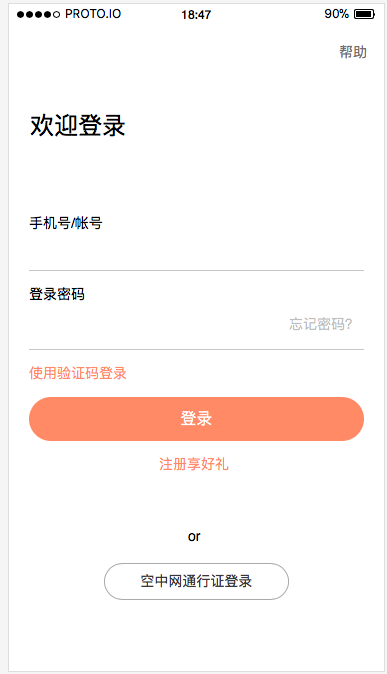 PROTO.IO 18:47 90%
帮助
欢迎登录
手机号/帐号
登录密码
忘记密码?
使用验证码登录
登录
注册享好礼
or
空中网通行证登录